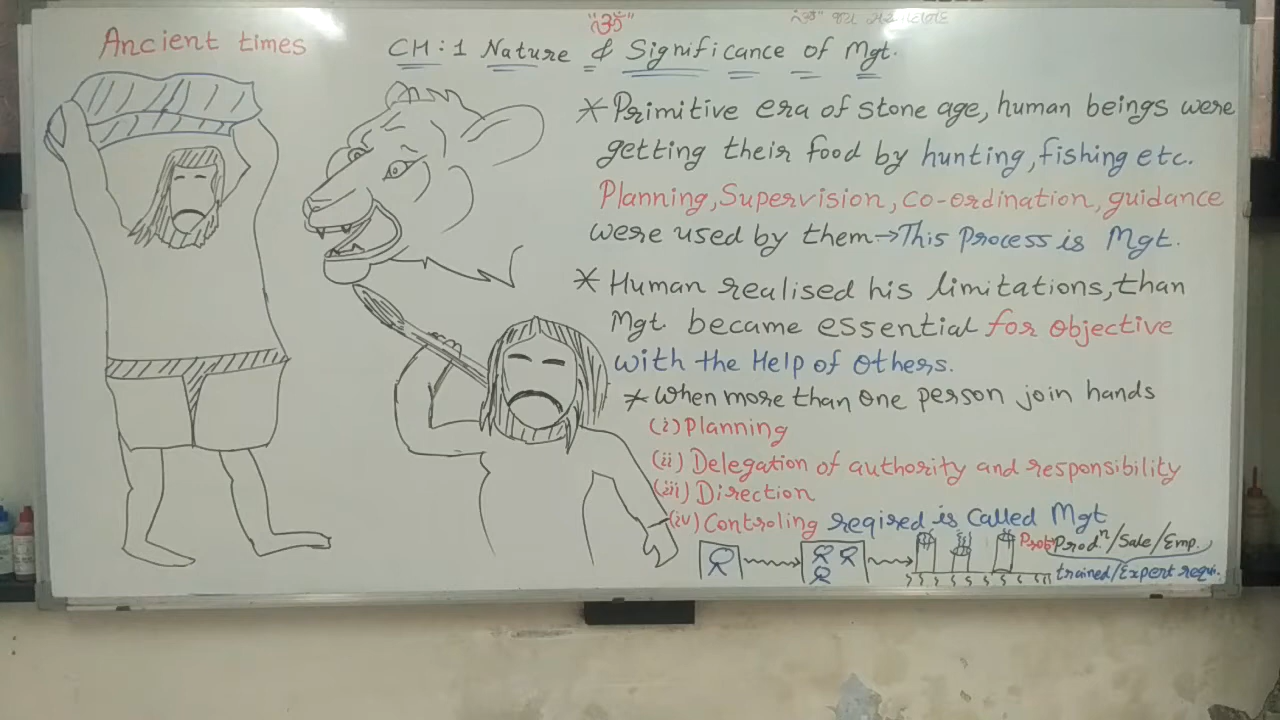 "ૐ"
"ૐ" જય
Ancient times
CH:1 Nature & Significance of Mgt.
* Primitive era of stone age, human beings were
getting their food by hunting, fishing etc.
Planning, Supervision, co-ordination, guidance
were used by them→This Process is Mgt.
* Human realised his limitations, than
Mgt. became essential for objective
with the Help of Others.
* When more than one person join hands
(i) Planning
(ii) Delegation of authority and responsibility
(iii) Direction
(iv) Controling reqired is Called Mgt
Prodⁿ/Sale/Emp.
trained/Expert requi.